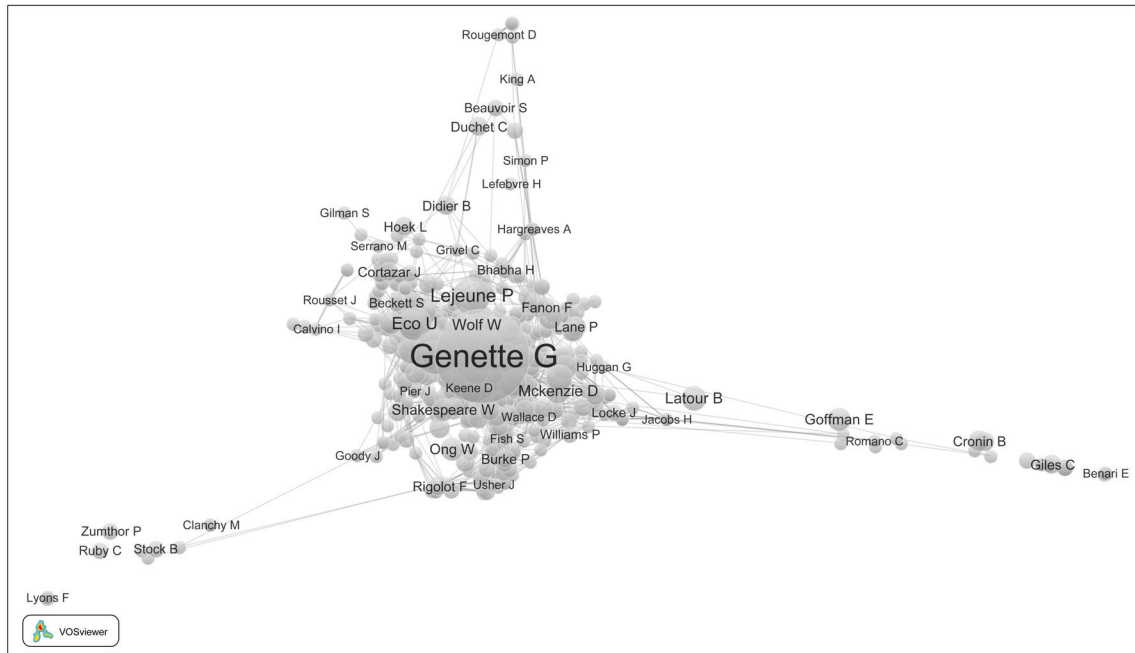 Rougemont D
King A
Beauvoir S
Duchet C
Simon P
Lefebvre H
Didier B
Gilman S
Hoek L
Hargreaves A
Serrano M
Grivel C
Cortazar J
Bhabha H
Lejeune P
Rousset J
Beckett S
Fanon F
Eco U
Wolf W
Lane P
Calvino I
Genette G
Huggan G
Pier J
Keene D
Mckenzie D
Latour B
Shakespeare W
Wallace D
Locke J
Jacobs H
Goffman E
Williams P
Fish S
Romano C
Cronin B
Ong W
Goody J
Burke P
Giles C
Benari E
Rigolot F
Usher J
Clanchy M
Zumthor P
Ruby C
Stock B
Lyons F
VOSviewer